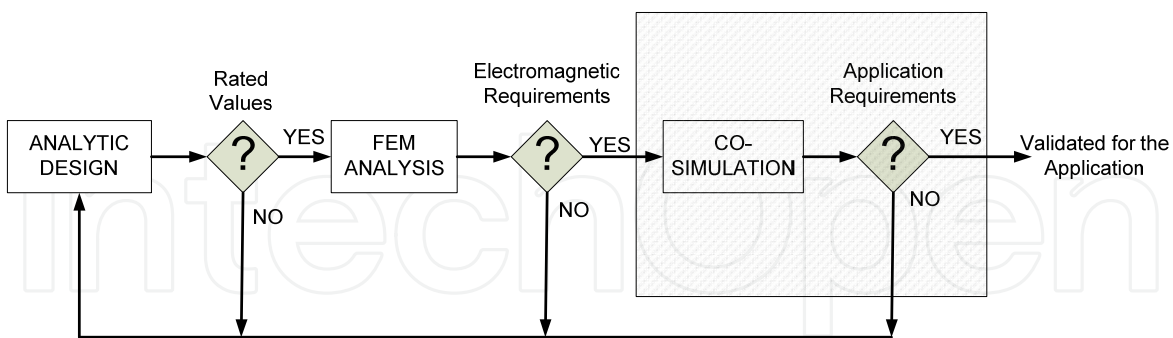 ANALYTIC
DESIGN
Rated
Values
?
YES
NO
FEM
ANALYSIS
Electromagnetic
Requirements
?
YES
NO
CO-
SIMULATION
Application
Requirements
?
YES
NO
Validated for the
Application
IntechOpen